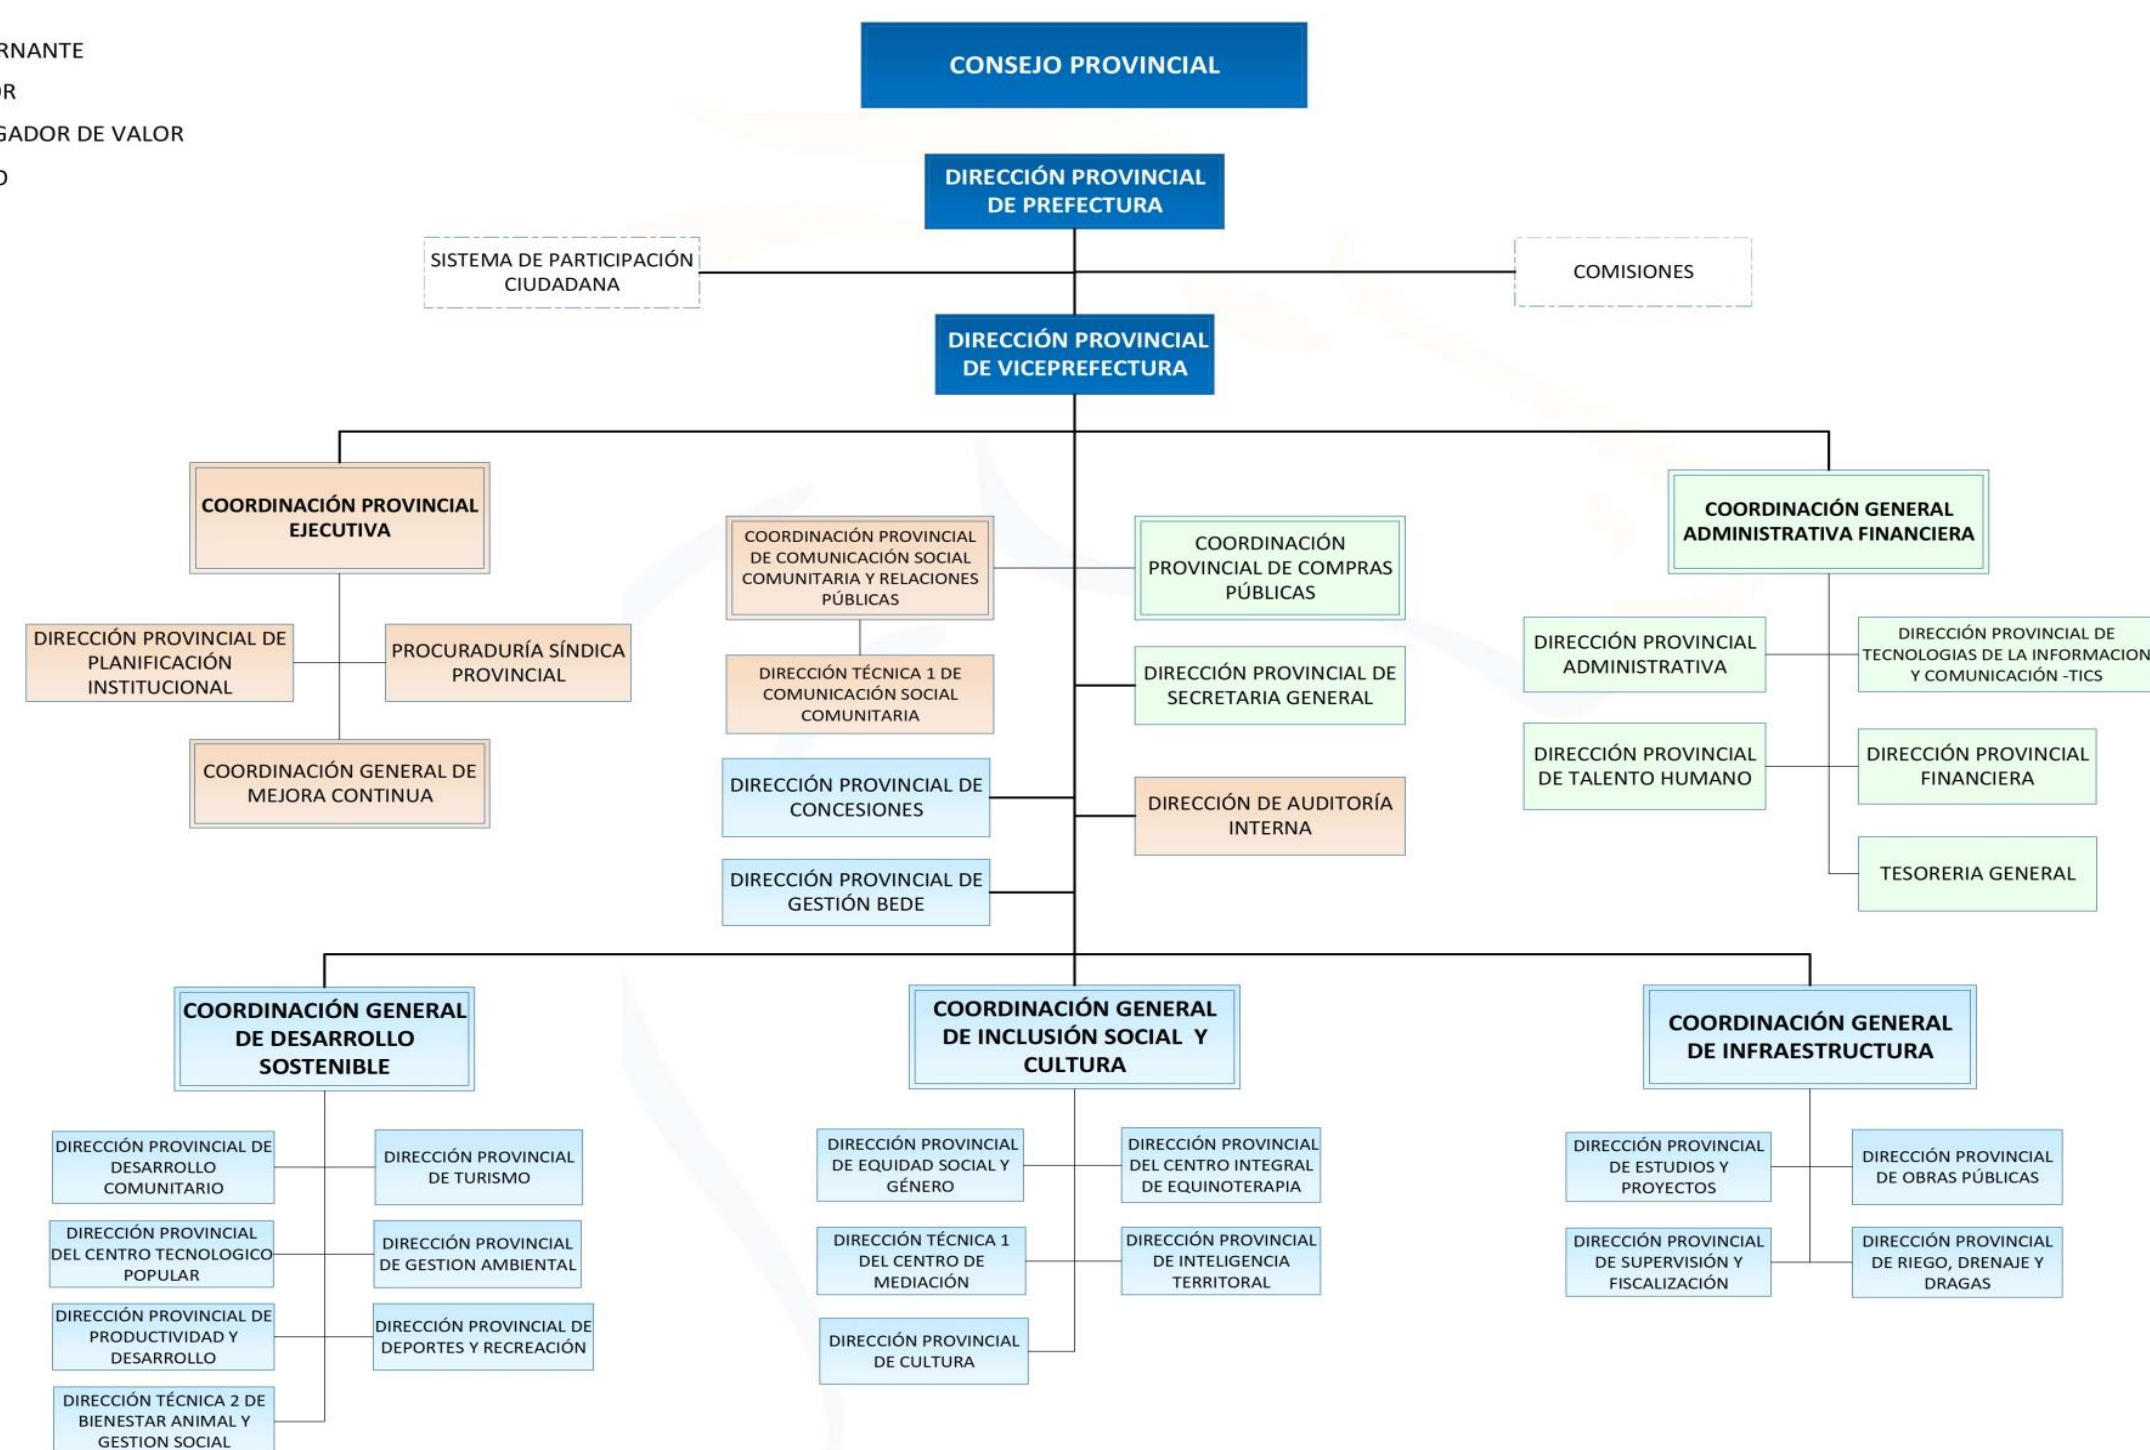 RNANTE
GADOR DE VALOR
CONSEJO PROVINCIAL
DIRECCIÓN PROVINCIAL
DE PREFECTURA
SISTEMA DE PARTICIPACIÓN
CIUDADANA
COMISIONES
DIRECCIÓN PROVINCIAL
DE VICEPREFECTURA
COORDINACIÓN PROVINCIAL
EJECUTIVA
DIRECCIÓN PROVINCIAL DE
PLANIFICACIÓN
INSTITUCIONAL
PROCURADURÍA SÍNDICA
PROVINCIAL
COORDINACIÓN GENERAL DE
MEJORA CONTINUA
COORDINACIÓN PROVINCIAL
DE COMUNICACIÓN SOCIAL
COMUNITARIA Y RELACIONES
PÚBLICAS
DIRECCIÓN TÉCNICA 1 DE
COMUNICACIÓN SOCIAL
COMUNITARIA
DIRECCIÓN PROVINCIAL DE
CONCESIONES
DIRECCIÓN PROVINCIAL DE
GESTIÓN BEDE
COORDINACIÓN
PROVINCIAL DE COMPRAS
PÚBLICAS
DIRECCIÓN PROVINCIAL DE
SECRETARIA GENERAL
DIRECCIÓN DE AUDITORÍA
INTERNA
COORDINACIÓN GENERAL
ADMINISTRATIVA FINANCIERA
DIRECCIÓN PROVINCIAL
ADMINISTRATIVA
DIRECCIÓN PROVINCIAL DE
TECNOLOGIAS DE LA INFORMACION
Y COMUNICACIÓN -TICS
DIRECCIÓN PROVINCIAL
DE TALENTO HUMANO
DIRECCIÓN PROVINCIAL
FINANCIERA
TESORERIA GENERAL
COORDINACIÓN GENERAL
DE DESARROLLO
SOSTENIBLE
DIRECCIÓN PROVINCIAL DE
DESARROLLO
COMUNITARIO
DIRECCIÓN PROVINCIAL
DE TURISMO
DIRECCIÓN PROVINCIAL
DEL CENTRO TECNOLOGICO
POPULAR
DIRECCIÓN PROVINCIAL
DE GESTION AMBIENTAL
DIRECCIÓN PROVINCIAL DE
PRODUCTIVIDAD Y
DESARROLLO
DIRECCIÓN PROVINCIAL DE
DEPORTES Y RECREACIÓN
DIRECCIÓN TÉCNICA 2 DE
BIENESTAR ANIMAL Y
GESTION SOCIAL
COORDINACIÓN GENERAL
DE INCLUSIÓN SOCIAL Y
CULTURA
DIRECCIÓN PROVINCIAL
DE EQUIDAD SOCIAL Y
GÉNERO
DIRECCIÓN PROVINCIAL
DEL CENTRO INTEGRAL
DE EQUINOTERAPIA
DIRECCIÓN TÉCNICA 1
DEL CENTRO DE
MEDIACIÓN
DIRECCIÓN PROVINCIAL
DE INTELIGENCIA
TERRITORAL
DIRECCIÓN PROVINCIAL
DE CULTURA
COORDINACIÓN GENERAL
DE INFRAESTRUCTURA
DIRECCIÓN PROVINCIAL
DE ESTUDIOS Y
PROYECTOS
DIRECCIÓN PROVINCIAL
DE OBRAS PÚBLICAS
DIRECCIÓN PROVINCIAL
DE SUPERVISIÓN Y
FISCALIZACIÓN
DIRECCIÓN PROVINCIAL
DE RIEGO, DRENAJE Y
DRAGAS